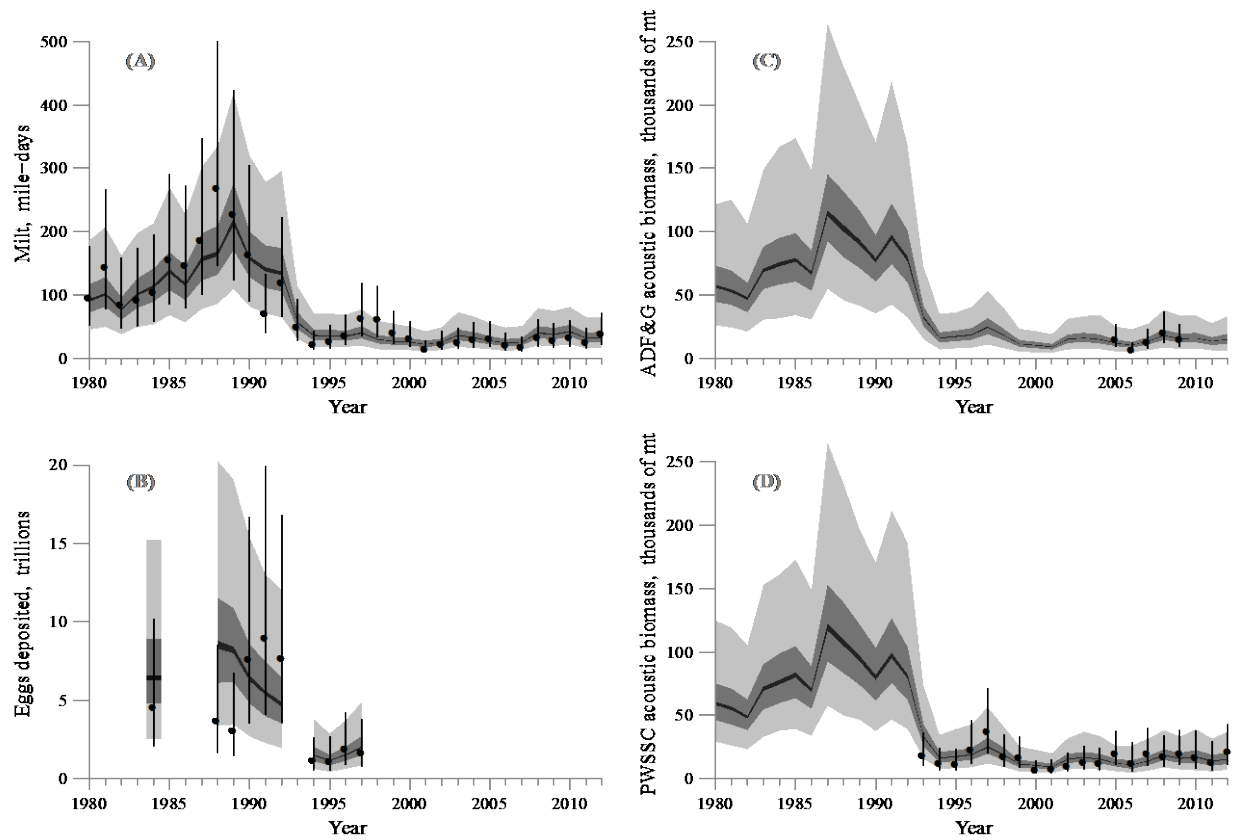 (A)
Milt, mile-days
500
400
300
200
100
0
1980 1985 1990 1995 2000 2005 2010
Year
(C)
ADF&G acoustic biomass, thousands of mt
250
200
150
100
50
0
1980 1985 1990 1995 2000 2005 2010
Year
(B)
Eggs deposited, trillions
20
15
10
5
0
1980 1985 1990 1995 2000 2005 2010
Year
(D)
PWSSC acoustic biomass, thousands of mt
250
200
150
100
50
0
1980 1985 1990 1995 2000 2005 2010
Year